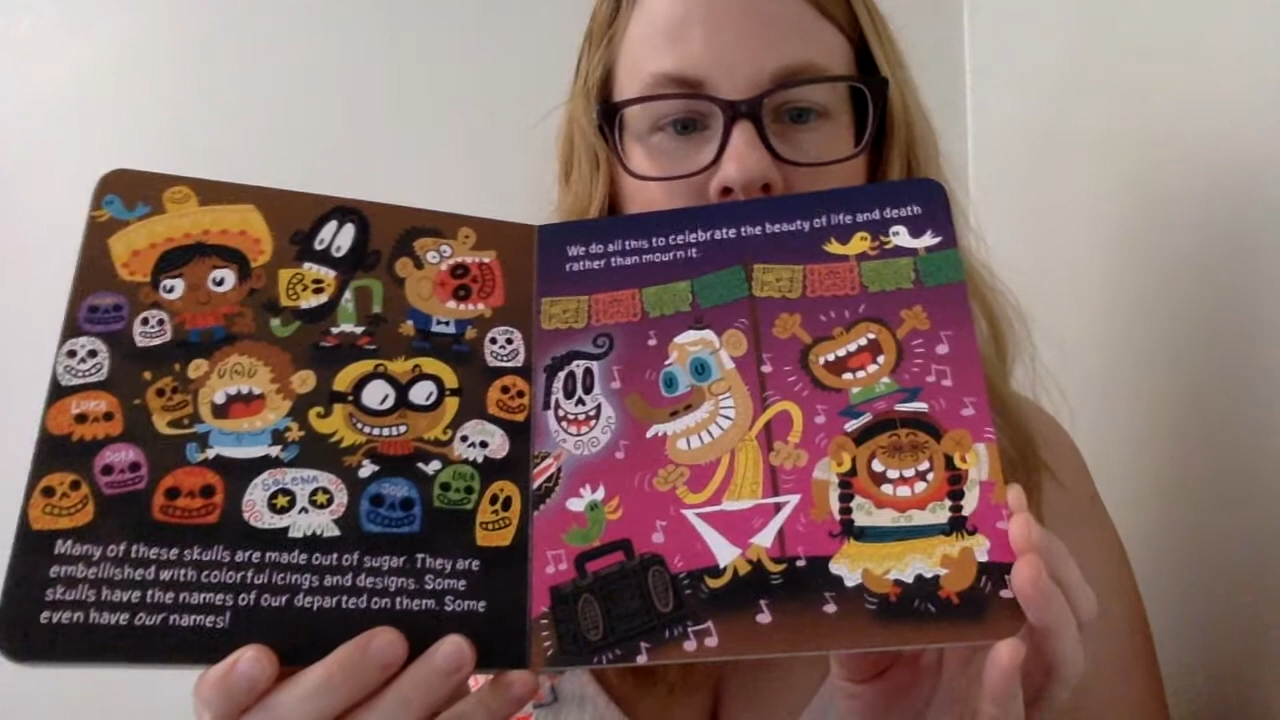 LUPE
LUKA
DORA
SOLENA
JOSE
LOLA
Many of these skulls are made out of sugar. They are
embellished with colorful icings and designs. Some
skulls have the names of our departed on them. Some
even have our names!
We do all this to celebrate the beauty of life and death
rather than mourn it.